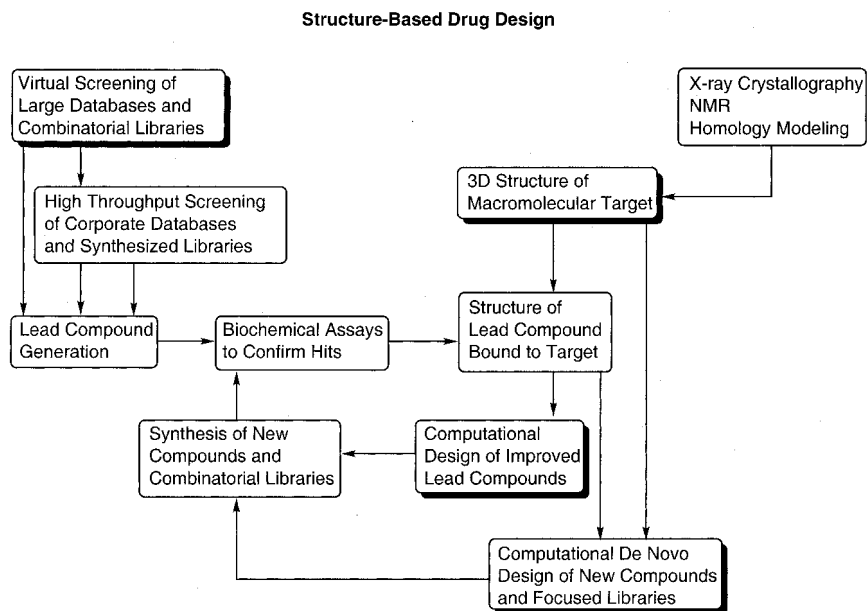 Structure-Based Drug Design
Virtual Screening of
Large Databases and
Combinatorial Libraries
X-ray Crystallography
NMR
Homology Modeling
High Throughput Screening
of Corporate Databases
and Synthesized Libraries
3D Structure of
Macromolecular Target
Lead Compound
Generation
Biochemical Assays
to Confirm Hits
Structure of
Lead Compound
Bound to Target
Synthesis of New
Compounds and
Combinatorial Libraries
Computational
Design of Improved
Lead Compounds
Computational De Novo
Design of New Compounds
and Focused Libraries